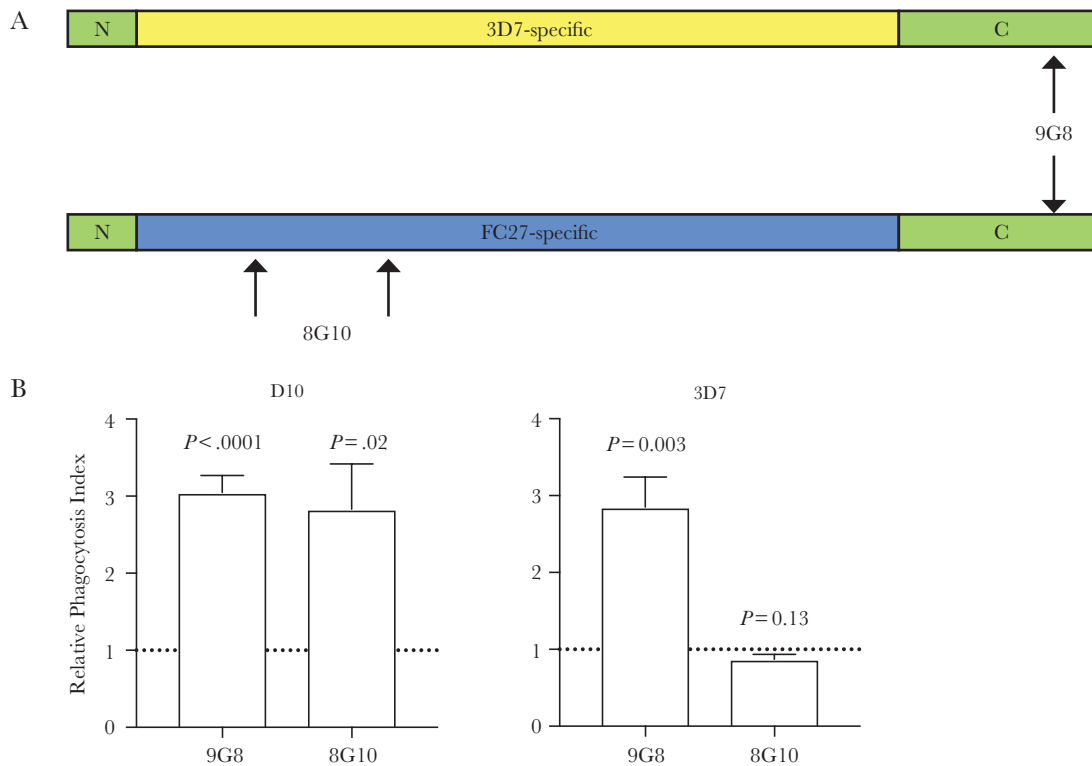 A
N 3D7-specific C
9G8
N FC27-specific C
8G10
B
D10
Relative Phagocytosis Index
4
3
2
1
0
P<.0001 P=.02
9G8 8G10
3D7
4
3
2
1
0
P=0.003
P=0.13
9G8 8G10